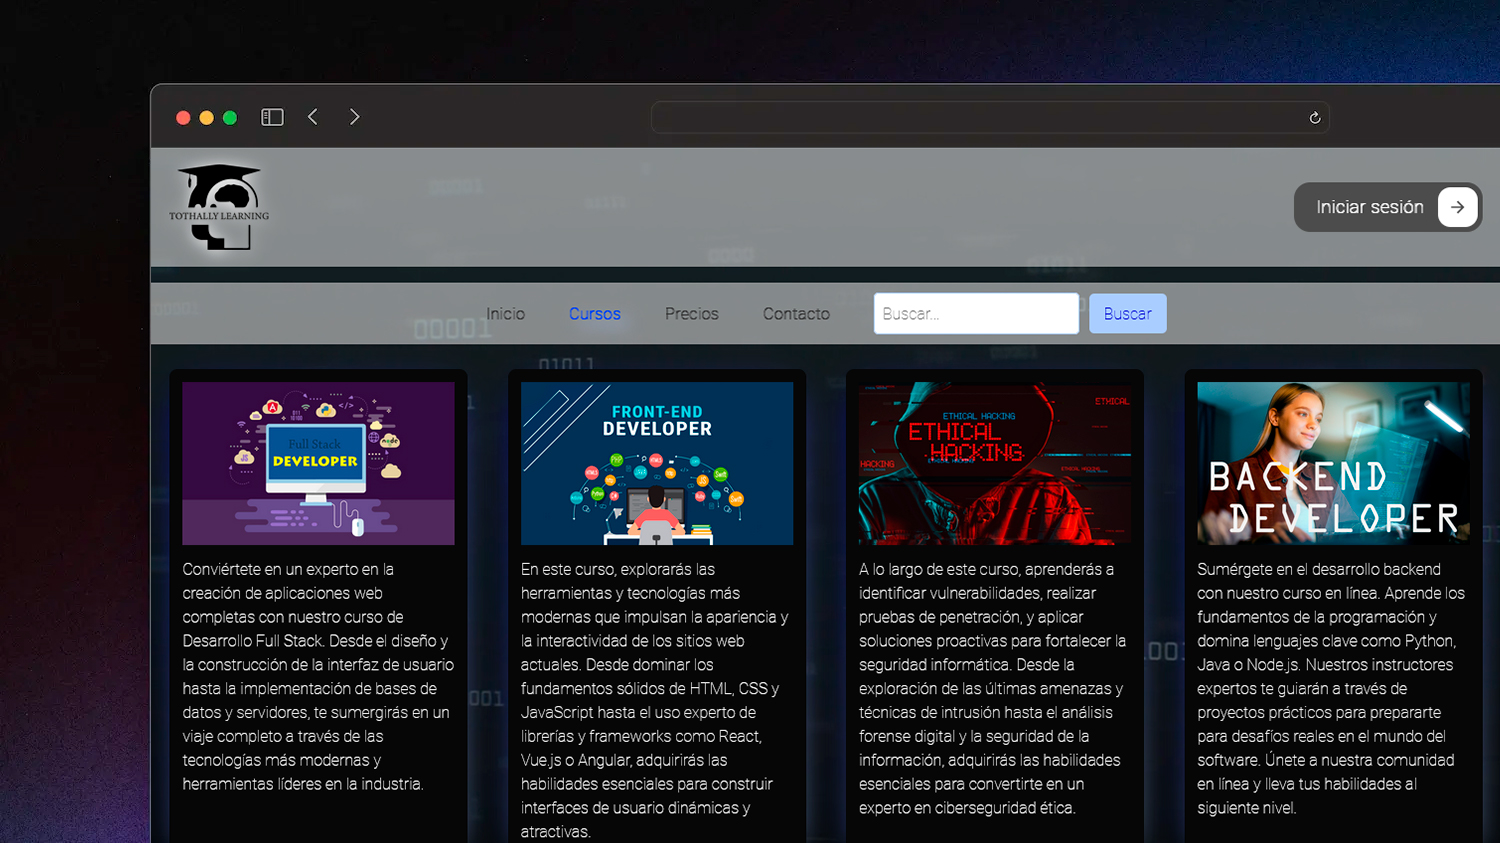 TOTHALLY LEARNING
Iniciar sesión
Inicio
Cursos
Precios
Contacto
Buscar...
Buscar
00001
01011
Full Stack
DEVELOPER
Conviértete en un experto en la
creación de aplicaciones web
completas con nuestro curso de
Desarrollo Full Stack. Desde el diseño y
la construcción de la interfaz de usuario
hasta la implementación de bases de
datos y servidores, te sumergirás en un
viaje completo a través de las
tecnologías más modernas y
herramientas líderes en la industria.
FRONT-END
DEVELOPER
En este curso, explorarás las
herramientas y tecnologías más
modernas que impulsan la apariencia y
la interactividad de los sitios web
actuales. Desde dominar los
fundamentos sólidos de HTML, CSS y
JavaScript hasta el uso experto de
librerías y frameworks como React,
Vue.js o Angular, adquirirás las
habilidades esenciales para construir
interfaces de usuario dinámicas y
atractivas.
ETHICAL
ETHICAL HACKING
ETHICAL
HACKING
HACKING
A lo largo de este curso, aprenderás a
identificar vulnerabilidades, realizar
pruebas de penetración, y aplicar
soluciones proactivas para fortalecer la
seguridad informática. Desde la
exploración de las últimas amenazas y
técnicas de intrusión hasta el análisis
forense digital y la seguridad de la
información, adquirirás las habilidades
esenciales para convertirte en un
experto en ciberseguridad ética.
BACKEND
DEVELOPER
Sumérgete en el desarrollo backend
con nuestro curso en línea. Aprende los
fundamentos de la programación y
domina lenguajes clave como Python,
Java o Node.js. Nuestros instructores
expertos te guiarán a través de
proyectos prácticos para prepararte
para desafíos reales en el mundo del
software. Únete a nuestra comunidad
en línea y lleva tus habilidades al
siguiente nivel.